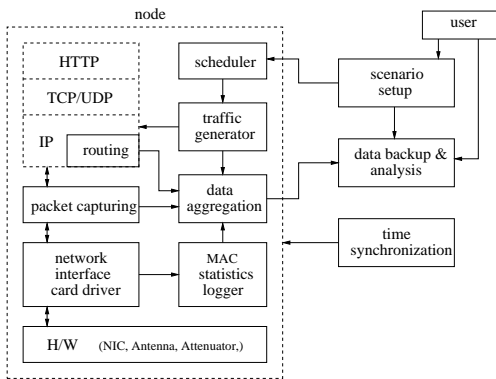 node
user
HTTP
scheduler
scenario
setup
TCP/UDP
traffic
generator
IP
routing
data backup &
analysis
data
aggregation
packet capturing
time
synchronization
network
interface
card driver
MAC
statistics
logger
H/W (NIC, Antenna, Attenuator,)